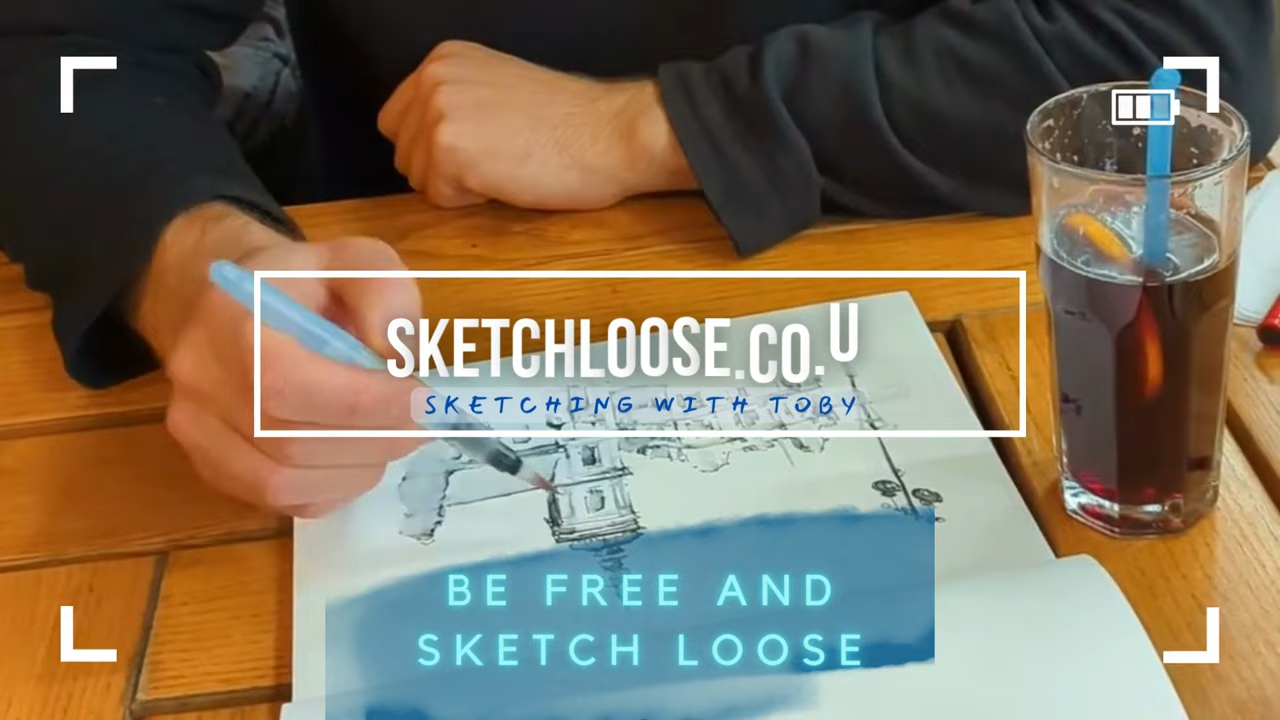 SKETCHLOOSE.CO.U
SKETCHING WITH TOBY
BE FREE AND
SKETCH LOOSE